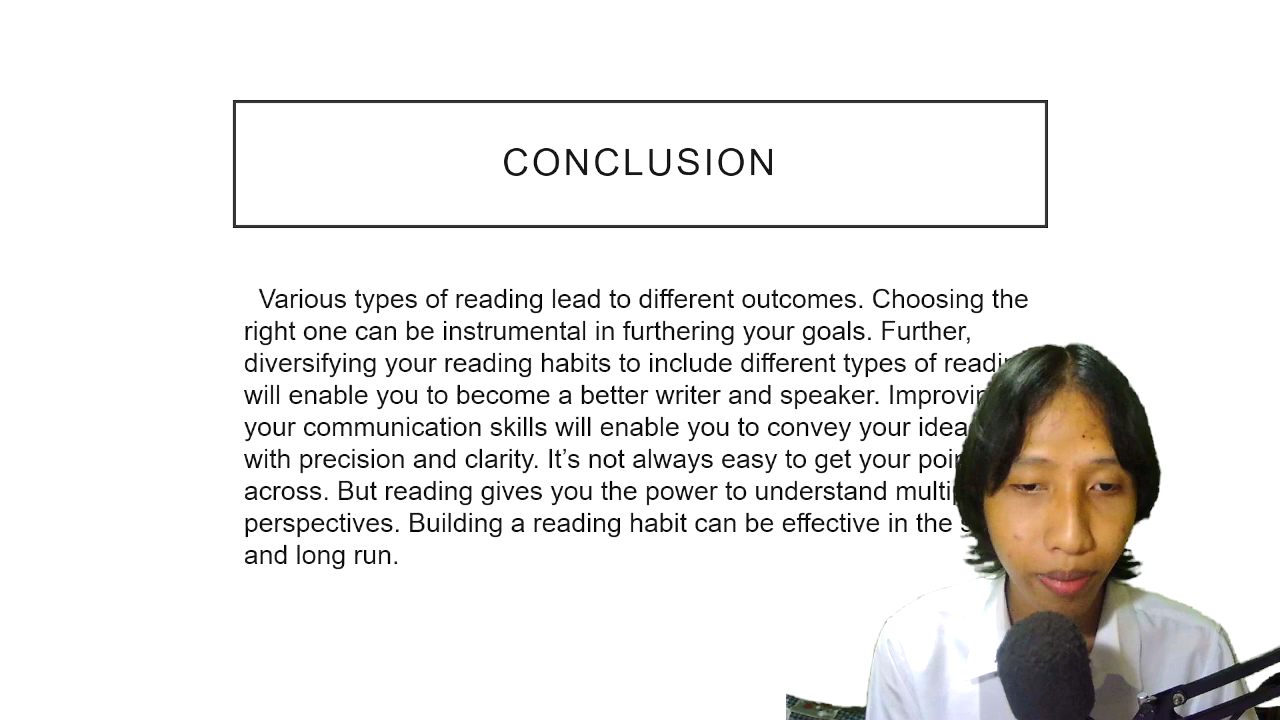 CONCLUSION
Various types of reading lead to different outcomes. Choosing the
right one can be instrumental in furthering your goals. Further,
diversifying your reading habits to include different types of
will enable you to become a better writer and speaker.
your communication skills will enable you to convey your
with precision and clarity. It’s not always easy to get your
across. But reading gives you the power to understand
perspectives. Building a reading habit can be effective in the
and long run.